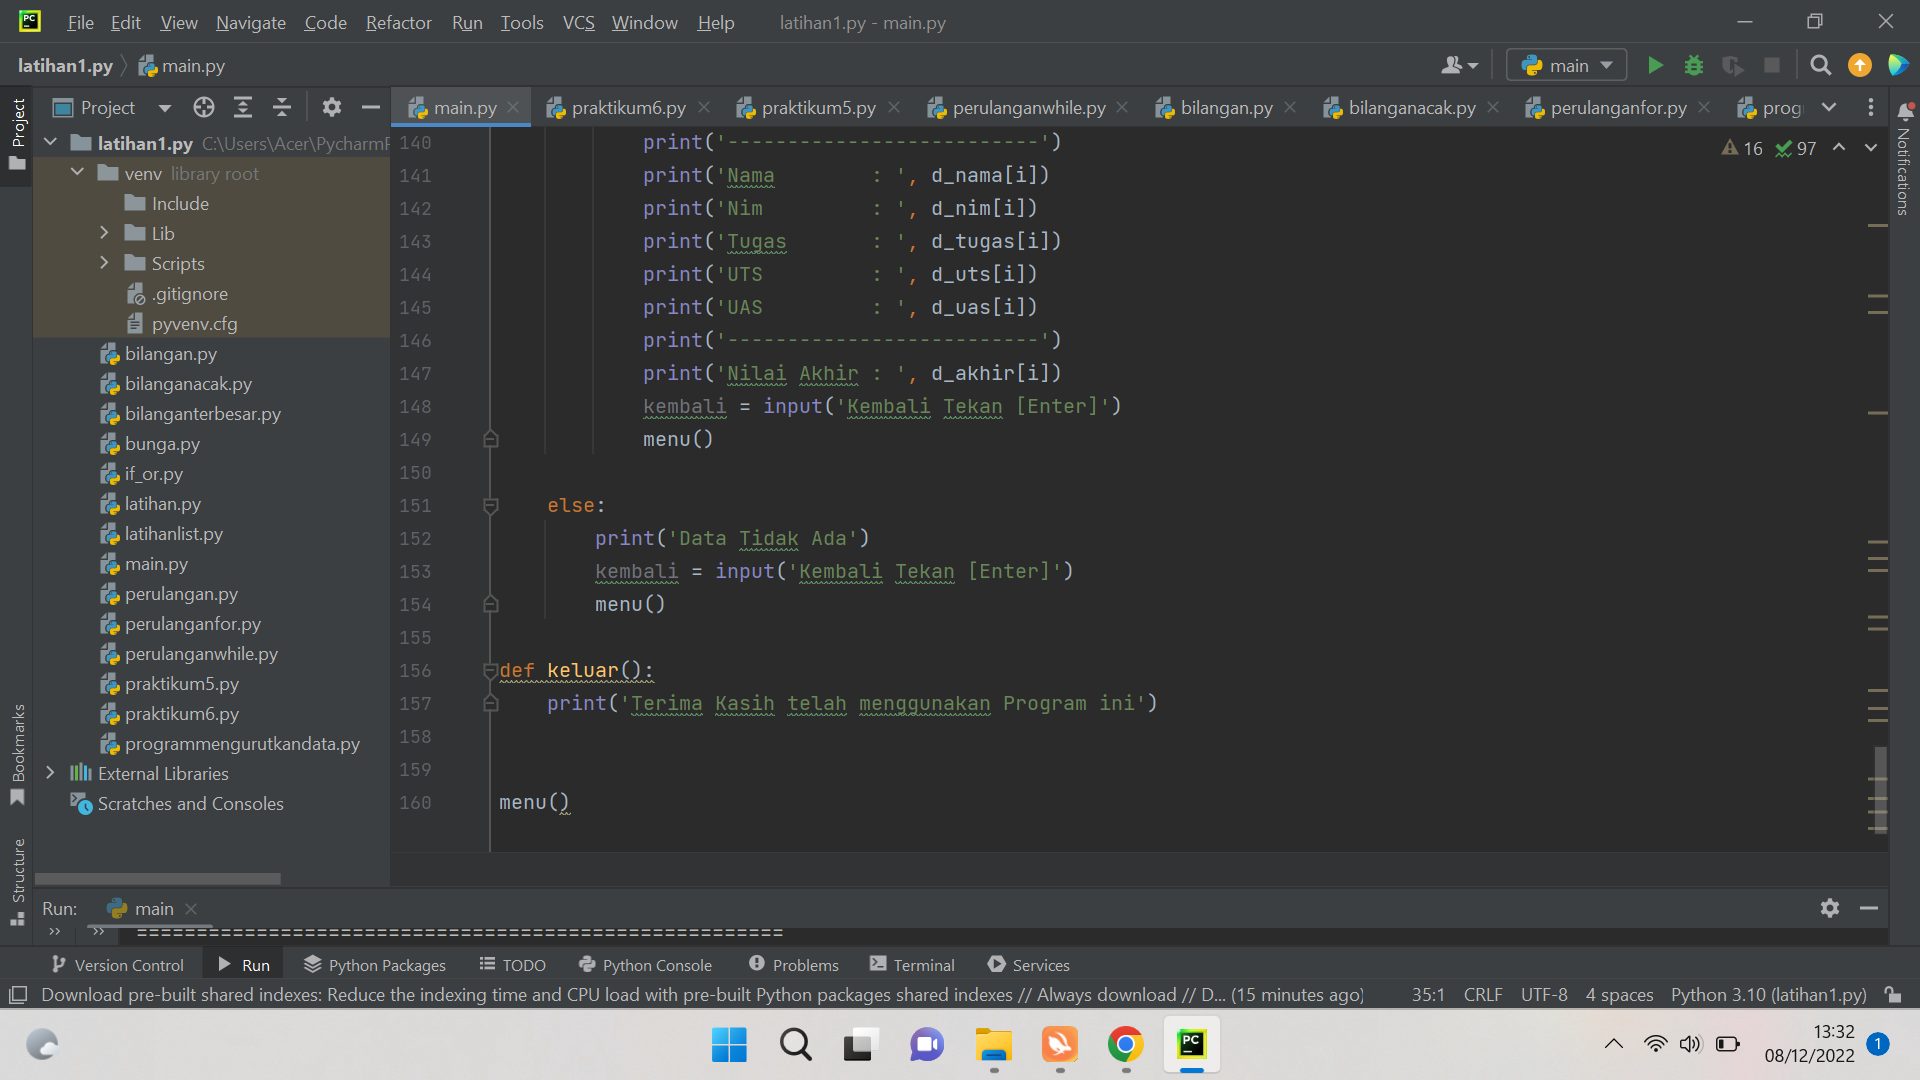 File Edit View Navigate Code Refactor Run Tools VCS Window Help latihan1.py - main.py
latihan1.py main.py main
Project main.py praktikum6.py praktikum5.py perulanganwhile.py bilangan.py bilanganacak.py perulanganfor.py prog
Project
Bookmarks
Structure
Notifications
latihan1.py C:\Users\Acer\PycharmP
venv library root
Include
Lib
Scripts
.gitignore
pyvenv.cfg
bilangan.py
bilanganacak.py
bilanganterbesar.py
bunga.py
if_or.py
latihan.py
latihanlist.py
main.py
perulangan.py
perulanganfor.py
perulanganwhile.py
praktikum5.py
praktikum6.py
programmengurutkandata.py
External Libraries
Scratches and Consoles
16 97
140 print('--------------------------')
141 print('Nama        : ', d_nama[i])
142 print('Nim         : ', d_nim[i])
143 print('Tugas       : ', d_tugas[i])
144 print('UTS         : ', d_uts[i])
145 print('UAS         : ', d_uas[i])
146 print('--------------------------')
147 print('Nilai Akhir : ', d_akhir[i])
148 kembali = input('Kembali Tekan [Enter]')
149 menu()
150
151 else:
152 print('Data Tidak Ada')
153 kembali = input('Kembali Tekan [Enter]')
154 menu()
155
156 def keluar():
157 print('Terima Kasih telah menggunakan Program ini')
158
159
160 menu()
Run: main
>> >> ======================================================
Version Control Run Python Packages TODO Python Console Problems Terminal Services
Download pre-built shared indexes: Reduce the indexing time and CPU load with pre-built Python packages shared indexes // Always download // D... (15 minutes ago) 35:1 CRLF UTF-8 4 spaces Python 3.10 (latihan1.py)
PC
13:32
08/12/2022 1